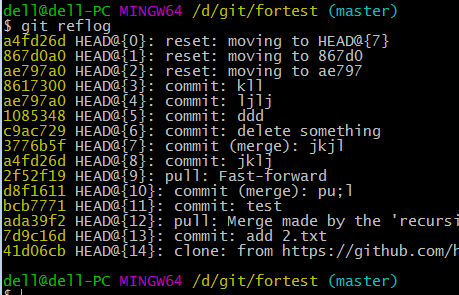 dell@dell-PC MINGW64 /d/git/fortest (master)
$ git reflog
a4fd26d HEAD@{0}: reset: moving to HEAD@{7}
867d0a0 HEAD@{1}: reset: moving to 867d0
ae797a0 HEAD@{2}: reset: moving to ae797
8617300 HEAD@{3}: commit: kll
ae797a0 HEAD@{4}: commit: ljlj
1085348 HEAD@{5}: commit: ddd
c9ac729 HEAD@{6}: commit: delete something
3776b5f HEAD@{7}: commit (merge): jkjl
a4fd26d HEAD@{8}: commit: jklj
2f52f19 HEAD@{9}: pull: Fast-forward
d8f1611 HEAD@{10}: commit (merge): pu;l
bcb7771 HEAD@{11}: commit: test
ada39f2 HEAD@{12}: pull: Merge made by the 'recursi
7d9c16d HEAD@{13}: commit: add 2.txt
41d06cb HEAD@{14}: clone: from https://github.com/h
dell@dell-PC MINGW64 /d/git/fortest (master)
$